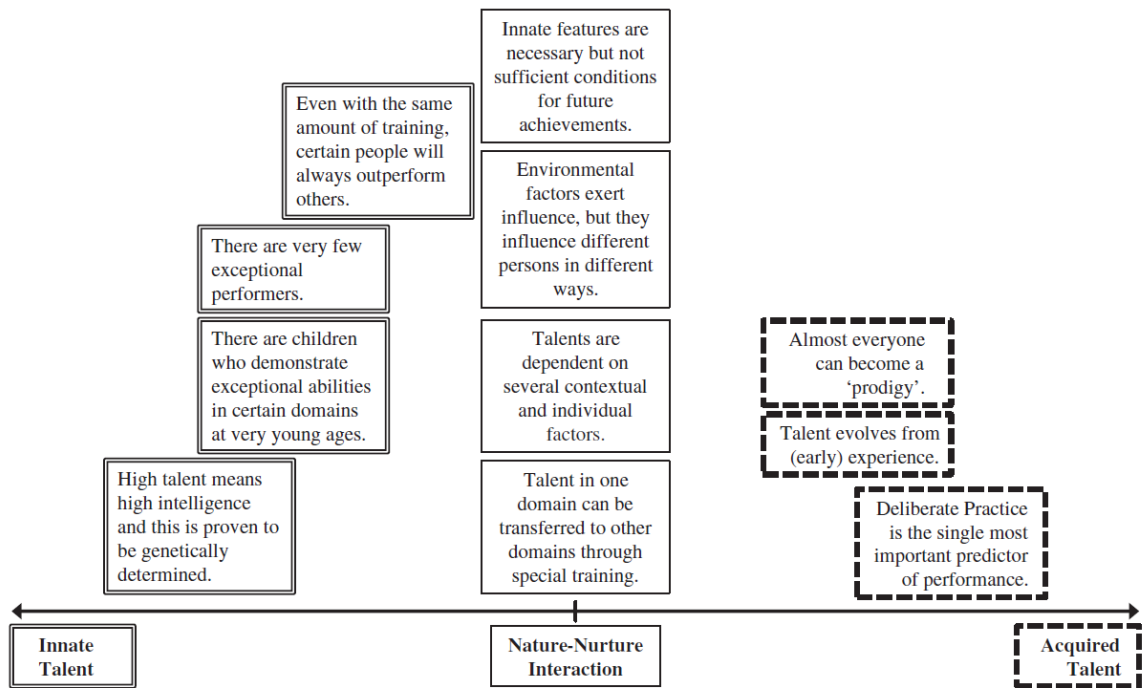 Innate features are
necessary but not
sufficient conditions
for future
achievements.
Even with the same
amount of training,
certain people will
always outperform
others.
Environmental
factors exert
influence, but they
influence different
persons in different
ways.
There are very few
exceptional
performers.
There are children
who demonstrate
exceptional abilities
in certain domains
at very young ages.
Talents are
dependent on
several contextual
and individual
factors.
Almost everyone
can become a
‘prodigy’.
Talent evolves from
(early) experience.
High talent means
high intelligence
and this is proven to
be genetically
determined.
Talent in one
domain can be
transferred to other
domains through
special training.
Deliberate Practice
is the single most
important predictor
of performance.
Innate
Talent
Nature-Nurture
Interaction
Acquired
Talent